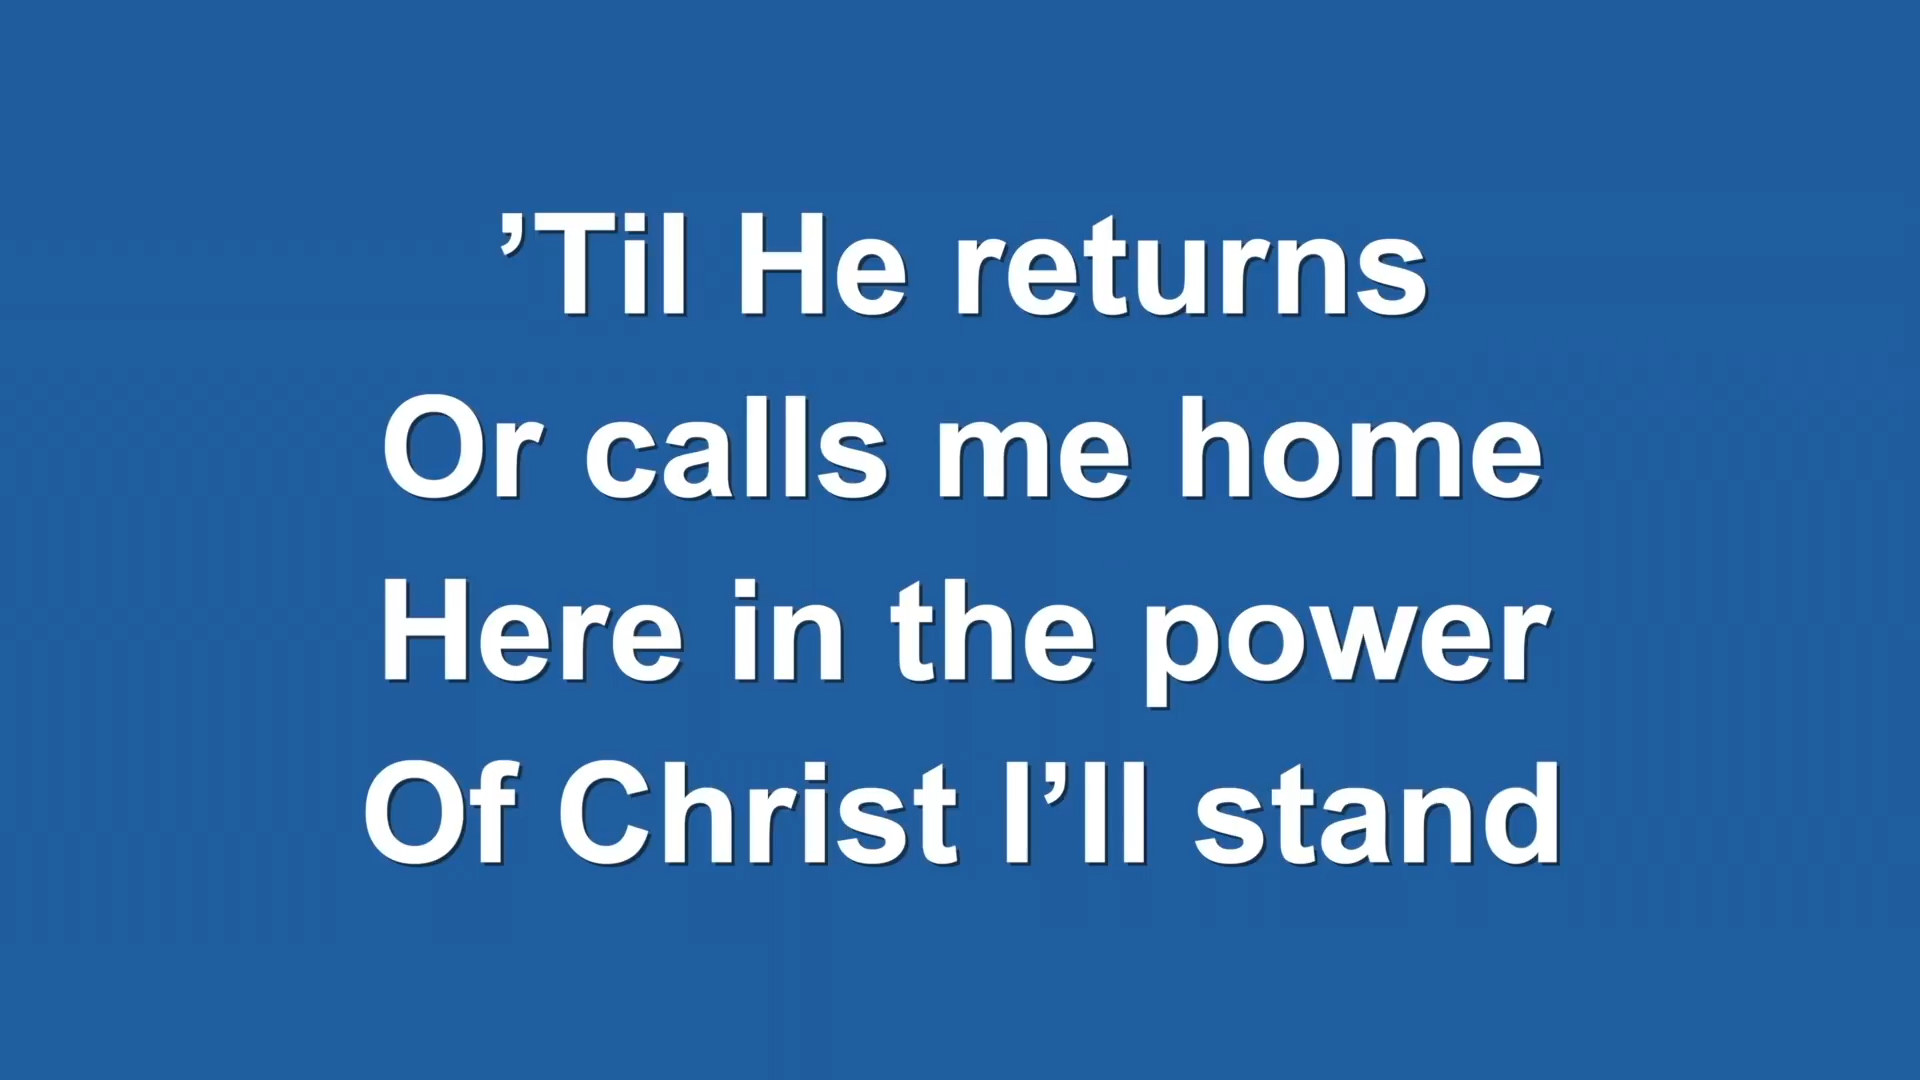 ’Til He returns
Or calls me home
Here in the power
Of Christ I’ll stand